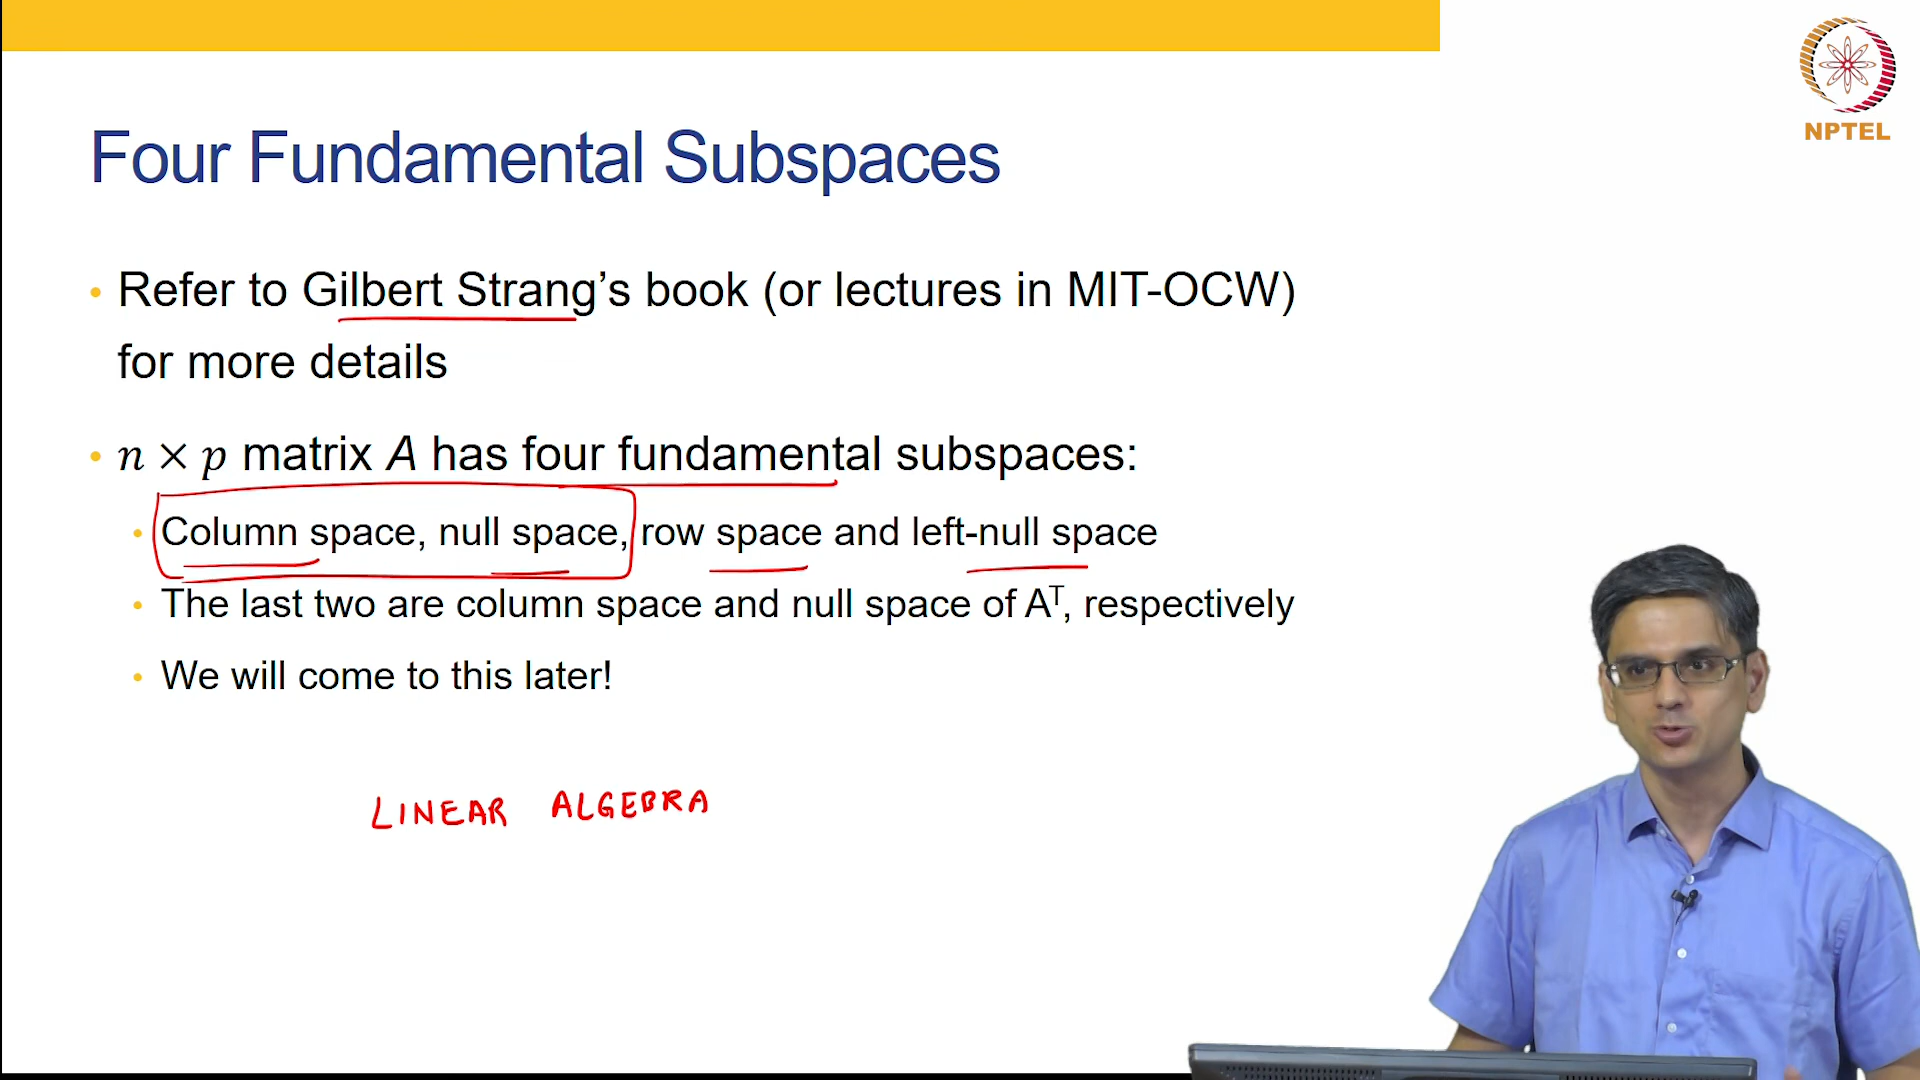 NPTEL
Four Fundamental Subspaces
• Refer to Gilbert Strang’s book (or lectures in MIT-OCW)
for more details
• n × p matrix A has four fundamental subspaces:
• Column space, null space, row space and left-null space
• The last two are column space and null space of Aᵀ, respectively
• We will come to this later!
LINEAR ALGEBRA